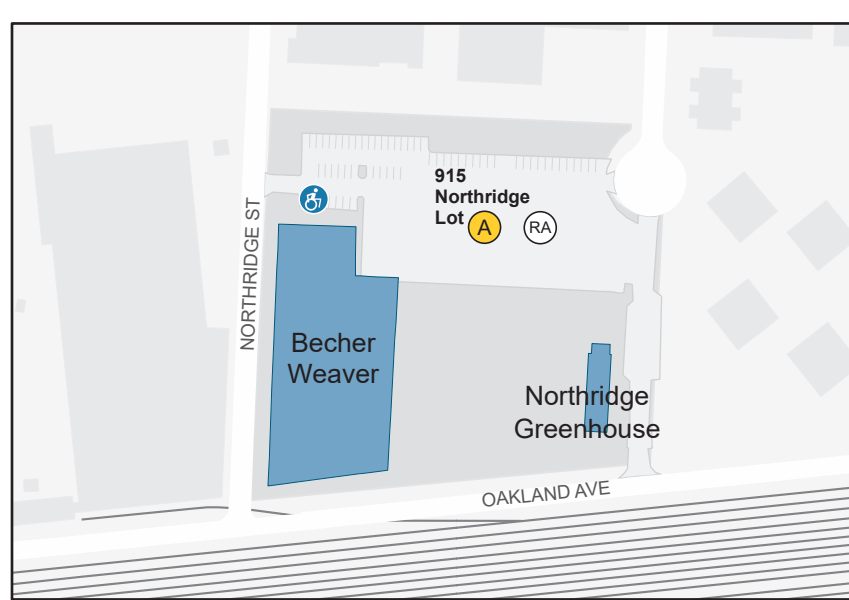 915
Northridge
Lot
A
RA
NORTHRIDGE ST
Becher
Weaver
Northridge
Greenhouse
OAKLAND AVE